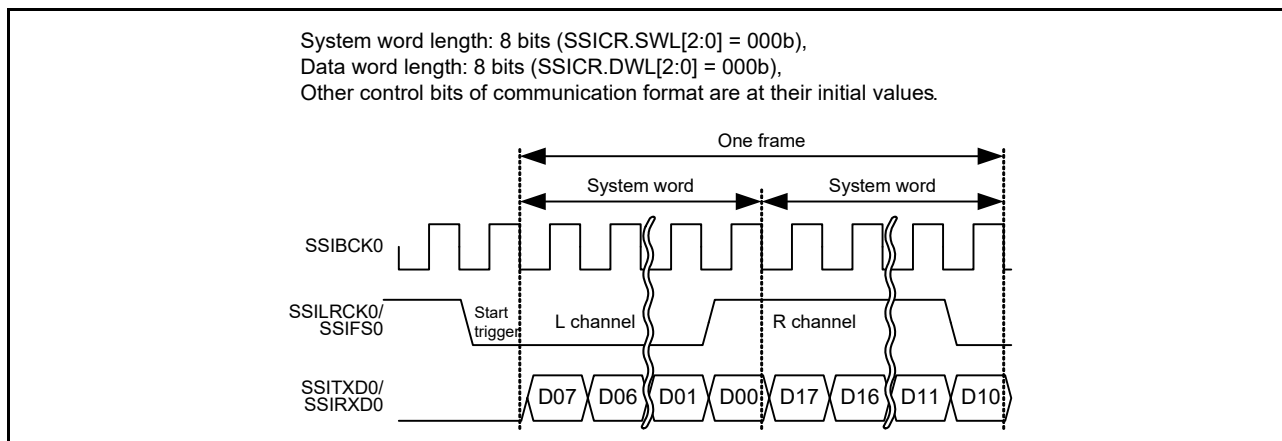 System word length: 8 bits (SSICR.SWL[2:0] = 000b),
Data word length: 8 bits (SSICR.DWL[2:0] = 000b),
Other control bits of communication format are at their initial values.
One frame
System word System word
SSIBCK0
SSILRCK0/
SSIFS0
Start
trigger
L channel R channel
SSITXD0/
SSIRXD0
D07 D06 D01 D00 D17 D16 D11 D10